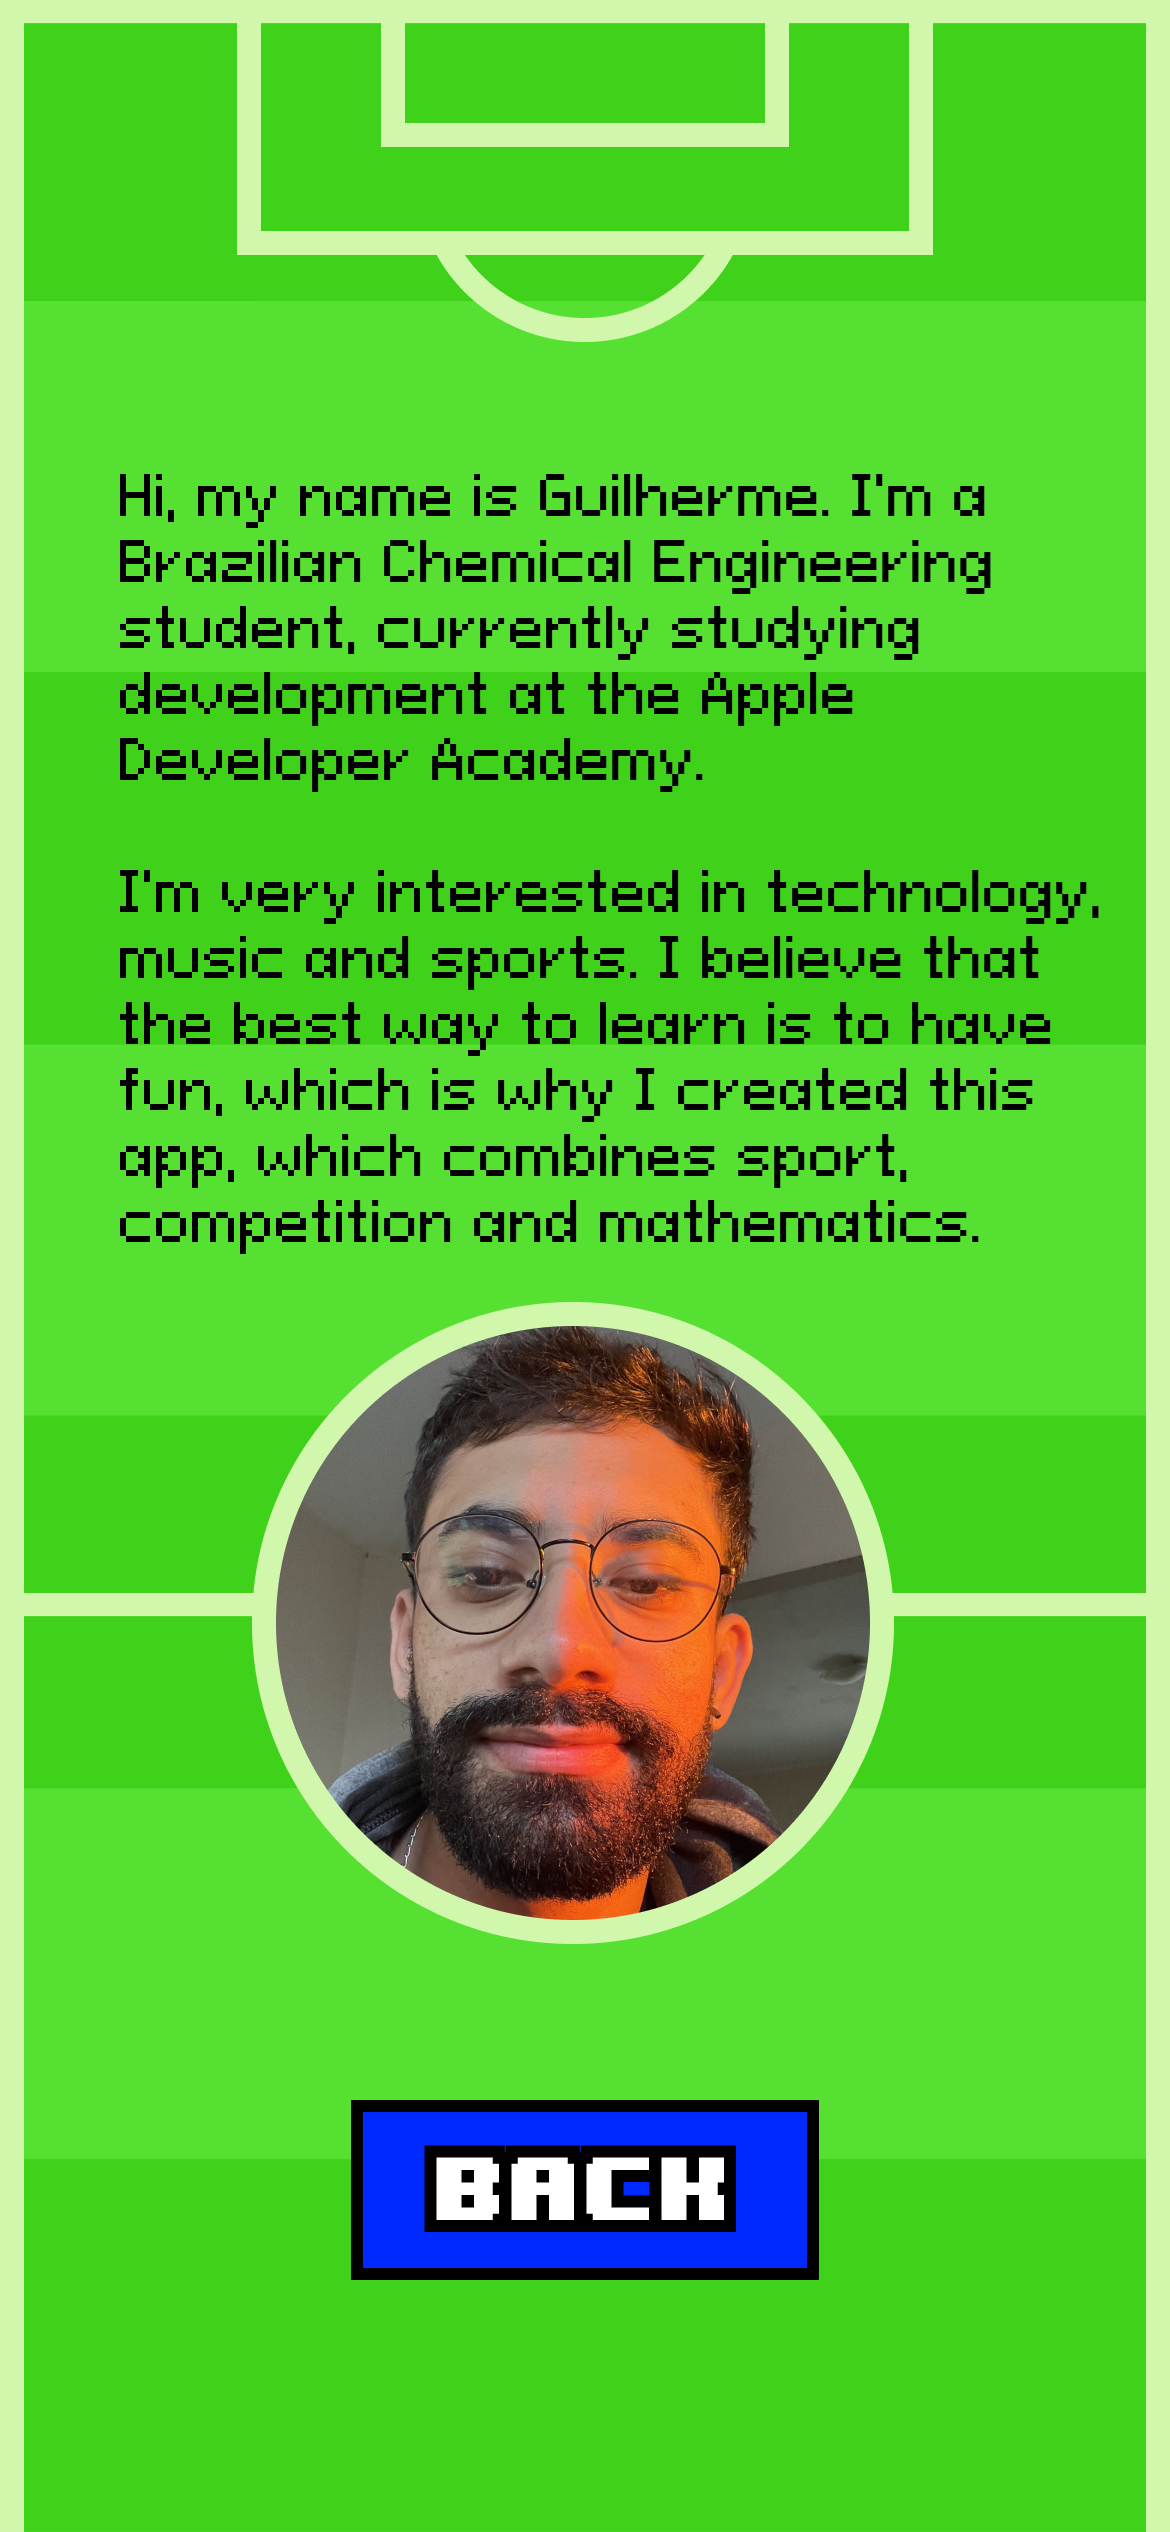 Hi, my name is Guilherme. I'm a
Brazilian Chemical Engineering
student, currently studying
development at the Apple
Developer Academy.
I'm very interested in technology,
music and sports. I believe that
the best way to learn is to have
fun, which is why I created this
app, which combines sport,
competition and mathematics.
BACK